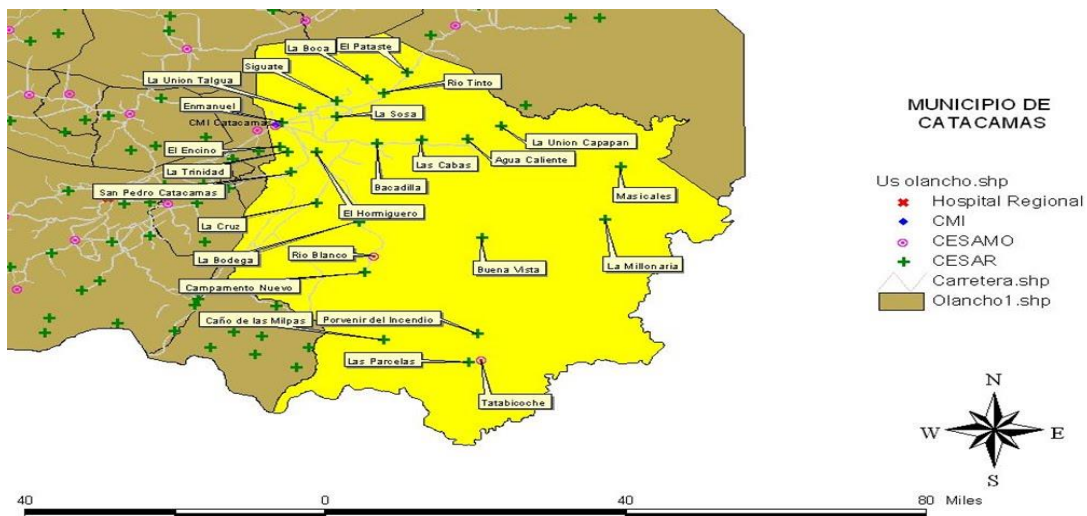 La Boca
El Pataste
Siguate
La Union Talgua
Rio Tinto
Enmanuel
La Sosa
CMI Catacamas
La Union Capapan
El Encino
Las Cabas
Agua Caliente
La Trinidad
San Pedro Catacamas
Bacadilla
Masicales
El Hormiguero
La Cruz
La Bodega
Rio Blanco
Buena Vista
La Millonaria
Campamento Nuevo
Caño de las Milpas
Porvenir del Incendio
Las Parcelas
Tatabicoche
MUNICIPIO DE
CATACAMAS
Us olancho.shp
Hospital Regional
CMI
CESAMO
CESAR
Carretera.shp
Olancho1.shp
N
W E
S
40 0 40 80 Miles